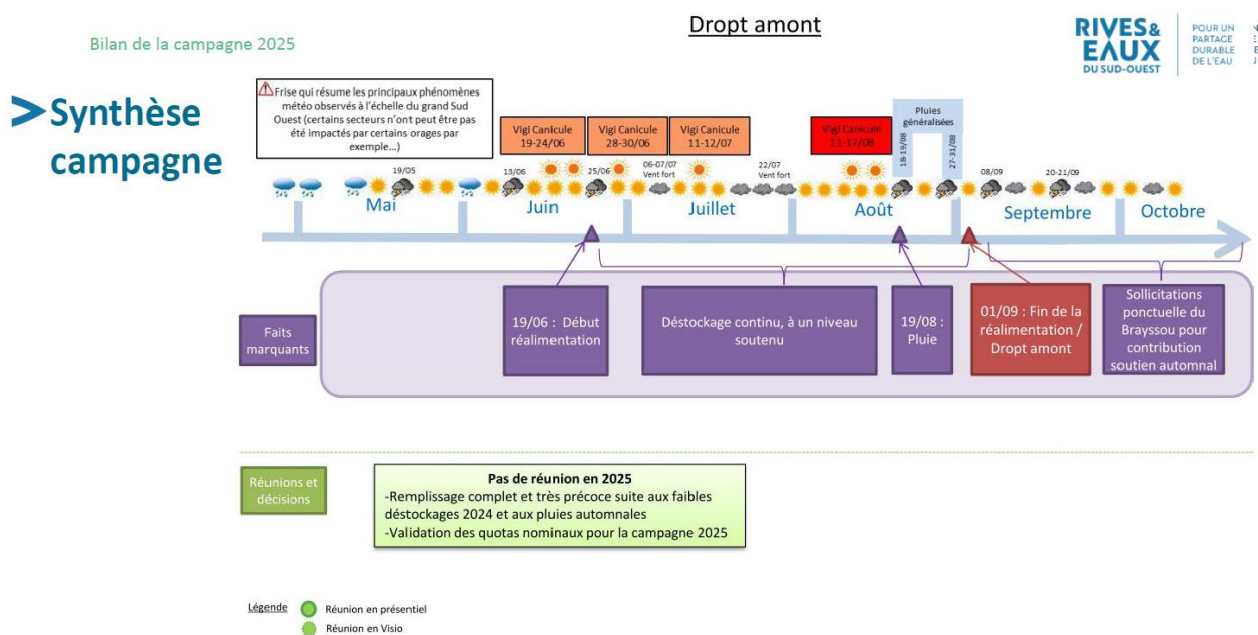 Dropt amont
Bilan de la campagne 2025
RIVES&
EAUX
DU SUD-OUEST
POUR UN
PARTAGE
DURABLE
DE L'EAU
> Synthèse
campagne
Frise qui résume les principaux phénomènes
météo observés à l'échelle du grand Sud
Ouest (certains secteurs n'ont peut être pas
été impactés par certains orages par
exemple…)
Vigi Canicule
19-24/06
Vigi Canicule
28-30/06
Vigi Canicule
11-12/07
Vigi Canicule
11-17/08
Pluies
généralisées
18-19/08
27-31/08
19/05
13/06
25/06
06-07/07
Vent fort
22/07
Vent fort
08/09
20-21/09
Mai
Juin
Juillet
Août
Septembre
Octobre
Faits
marquants
19/06 : Début
réalimentation
Déstockage continu, à un niveau
soutenu
19/08 :
Pluie
01/09 : Fin de la
réalimentation /
Dropt amont
Sollicitations
ponctuelle du
Brayssou pour
contribution
soutien automnal
Réunions et
décisions
Pas de réunion en 2025
-Remplissage complet et très précoce suite aux faibles
déstockages 2024 et aux pluies automnales
-Validation des quotas nominaux pour la campagne 2025
Légende
Réunion en présentiel
Réunion en Visio